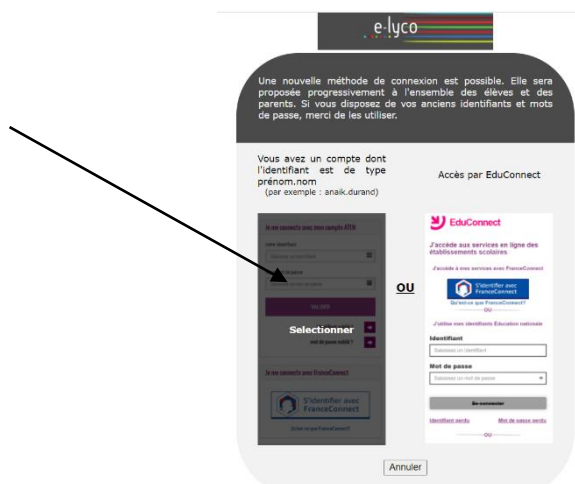 e-lyco
Une nouvelle méthode de connexion est possible. Elle sera
proposée progressivement à l'ensemble des élèves et des
parents. Si vous disposez de vos anciens identifiants et mots
de passe, merci de les utiliser.
Vous avez un compte dont
l'identifiant est de type
prénom.nom
(par exemple : anaik.durand)
Je me connecte avec mon compte ATEN
Selectionner
mot de passe oublié ?
Je me connecte avec FranceConnect
S'identifier avec
FranceConnect
Qu'est-ce que FranceConnect?
OU
Accès par EduConnect
EduConnect
J'accède aux services en ligne des
établissements scolaires
J'accède à mes services avec FranceConnect
S'identifier avec
FranceConnect
Qu'est-ce que FranceConnect?
OU
J'utilise mes identifiants Éducation nationale
Identifiant
Saisissez un identifiant
Mot de passe
Saisissez un mot de passe
Se connecter
Identifiant perdu Mot de passe perdu
OU
Annuler